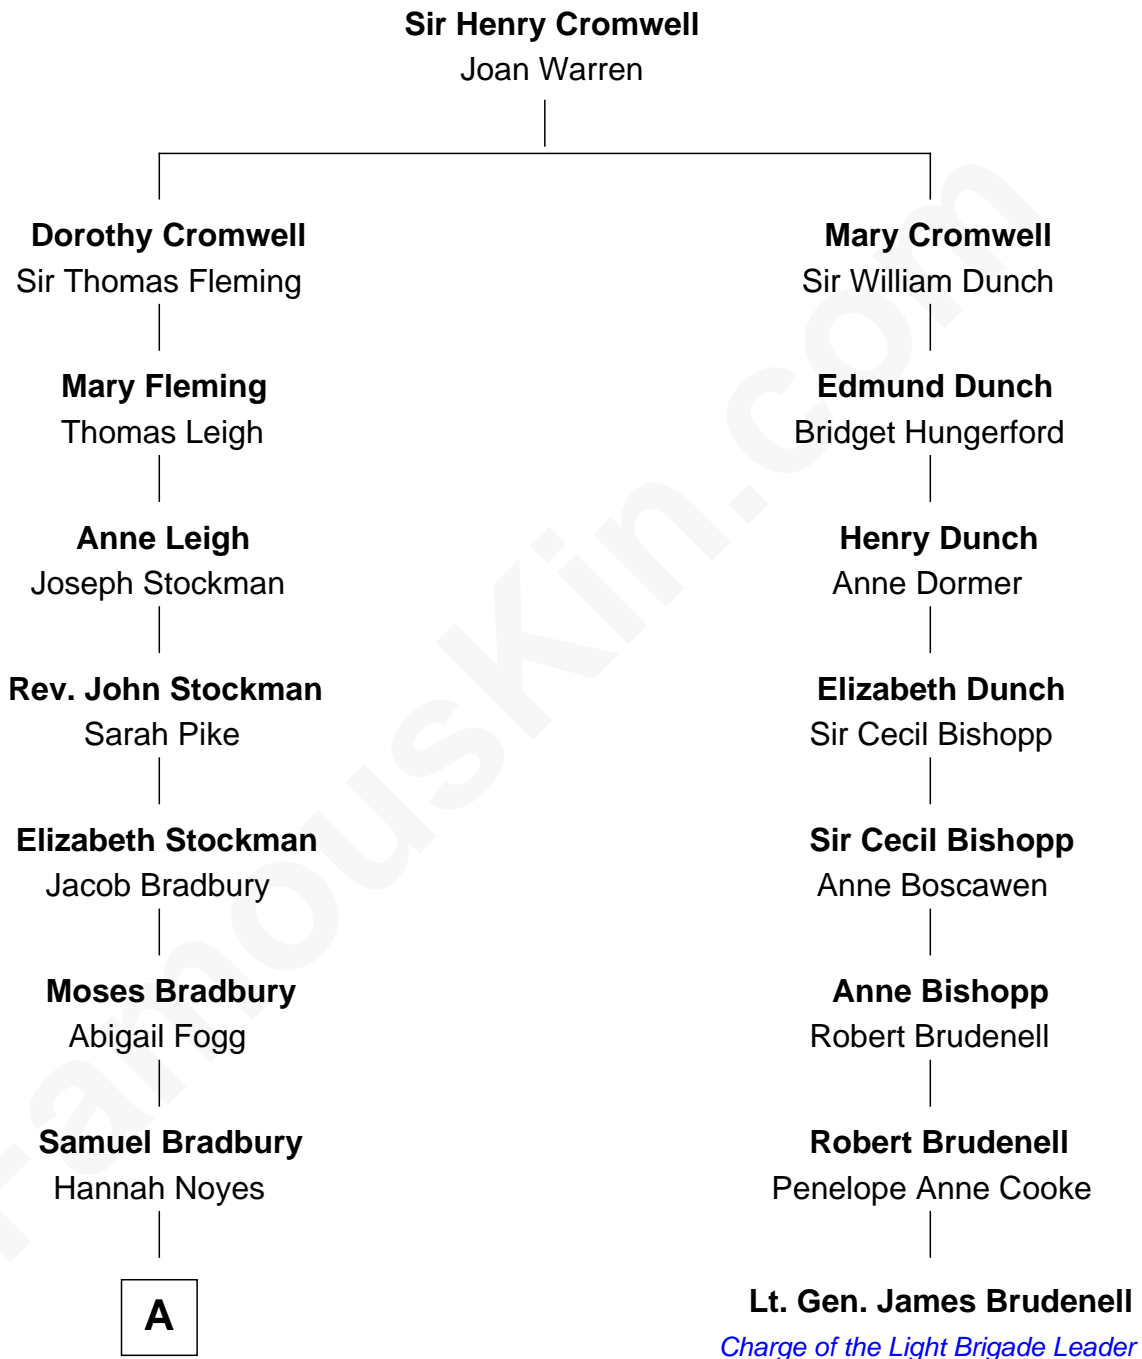 Sir Henry Cromwell
Joan Warren
Dorothy Cromwell
Sir Thomas Fleming
Mary Fleming
Thomas Leigh
Anne Leigh
Joseph Stockman
Rev. John Stockman
Sarah Pike
Elizabeth Stockman
Jacob Bradbury
Moses Bradbury
Abigail Fogg
Samuel Bradbury
Hannah Noyes
A
Mary Cromwell
Sir William Dunch
Edmund Dunch
Bridget Hungerford
Henry Dunch
Anne Dormer
Elizabeth Dunch
Sir Cecil Bishopp
Sir Cecil Bishopp
Anne Boscawen
Anne Bishopp
Robert Brudenell
Robert Brudenell
Penelope Anne Cooke
Lt. Gen. James Brudenell
Charge of the Light Brigade Leader
FamousKin.com